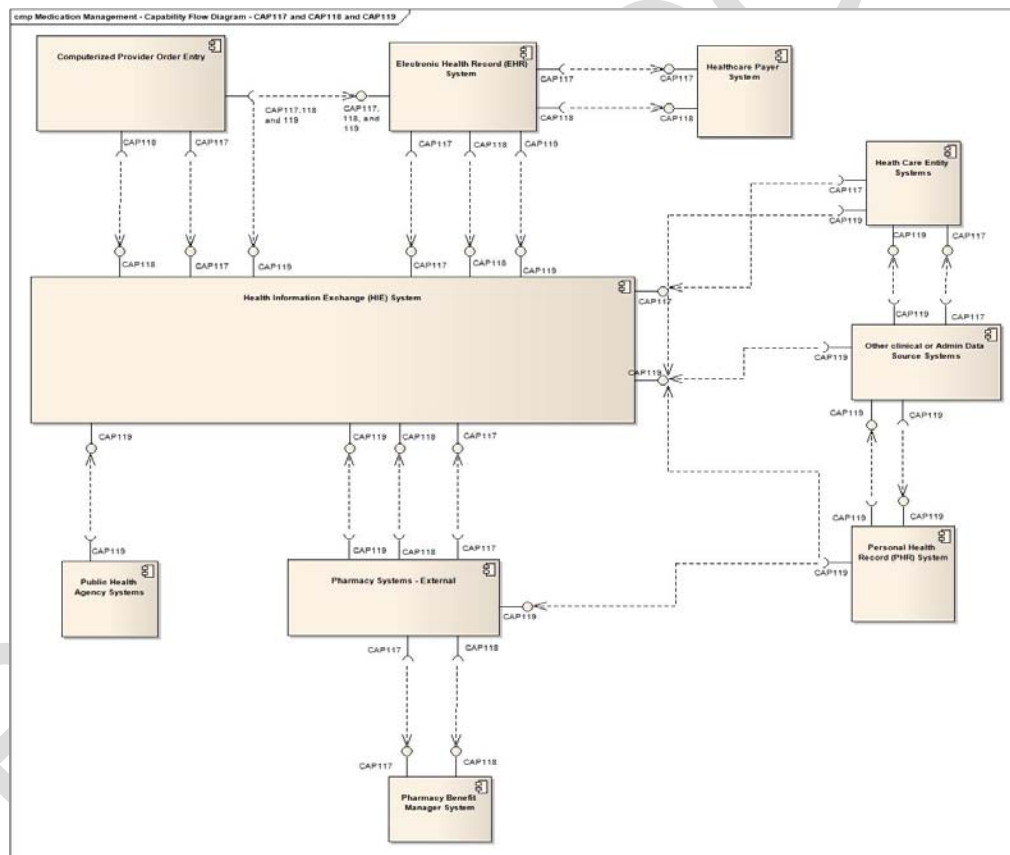 cmp Medication Management - Capability Flow Diagram - CAP117 and CAP118 and CAP119
Computerized Provider Order Entry
Electronic Health Record (EHR)
System
Healthcare Payer
System
CAP117
CAP117
CAP118
CAP118
CAP117,118
and 119
CAP117,
118, and
119
CAP118
CAP117
CAP117
CAP118
CAP119
Heath Care Entity
Systems
CAP117
CAP119
CAP119
CAP117
CAP118
CAP117
CAP119
CAP117
CAP118
CAP119
Health Information Exchange (HIE) System
CAP117
CAP119
CAP117
Other clinical or Admin Data
Source Systems
CAP119
CAP119
CAP119
CAP119
CAP119
CAP119
CAP118
CAP117
CAP119
CAP119
Personal Health
Record (PHR) System
CAP119
CAP119
CAP119
CAP118
CAP117
Public Health
Agency Systems
Pharmacy Systems - External
CAP119
CAP117
CAP118
CAP117
CAP118
Pharmacy Benefit
Manager System